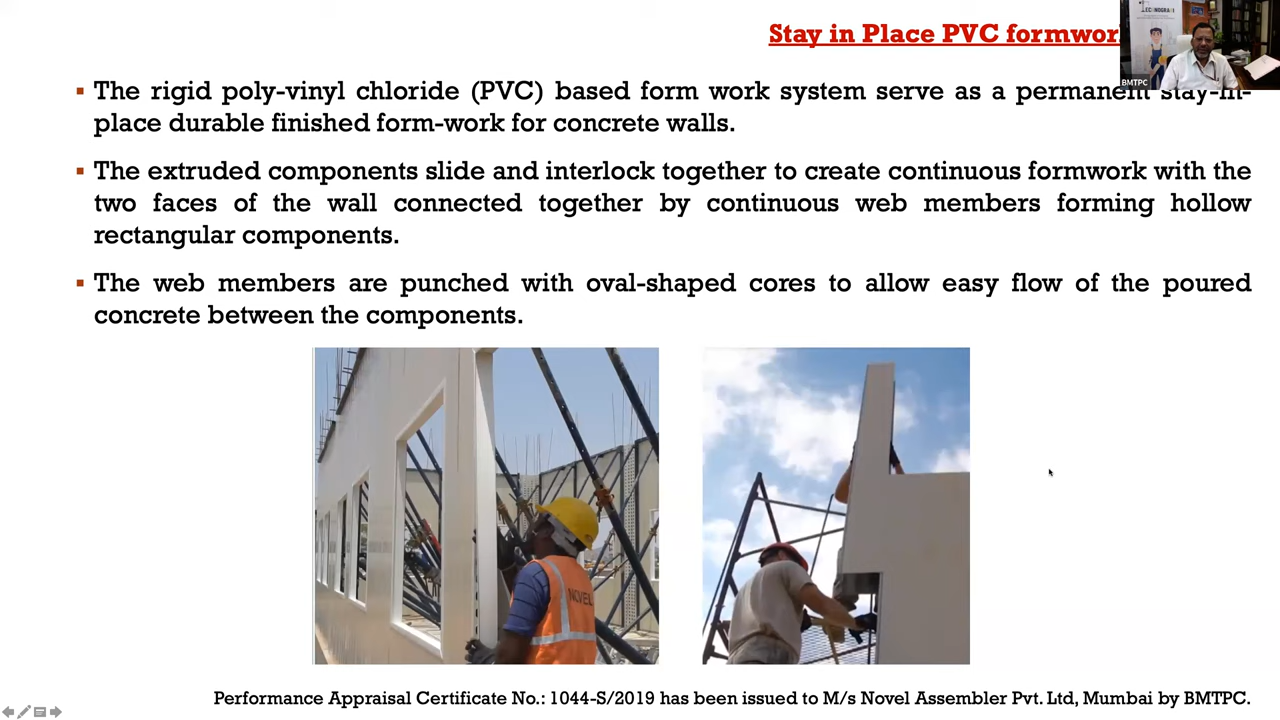 Stay in Place PVC formwork
BMTPC
The rigid poly-vinyl chloride (PVC) based form work system serve as a permanent stay-in-
place durable finished form-work for concrete walls.
The extruded components slide and interlock together to create continuous formwork with the
two faces of the wall connected together by continuous web members forming hollow
rectangular components.
The web members are punched with oval-shaped cores to allow easy flow of the poured
concrete between the components.
NOVEL
Performance Appraisal Certificate No.: 1044-S/2019 has been issued to M/s Novel Assembler Pvt. Ltd, Mumbai by BMTPC.